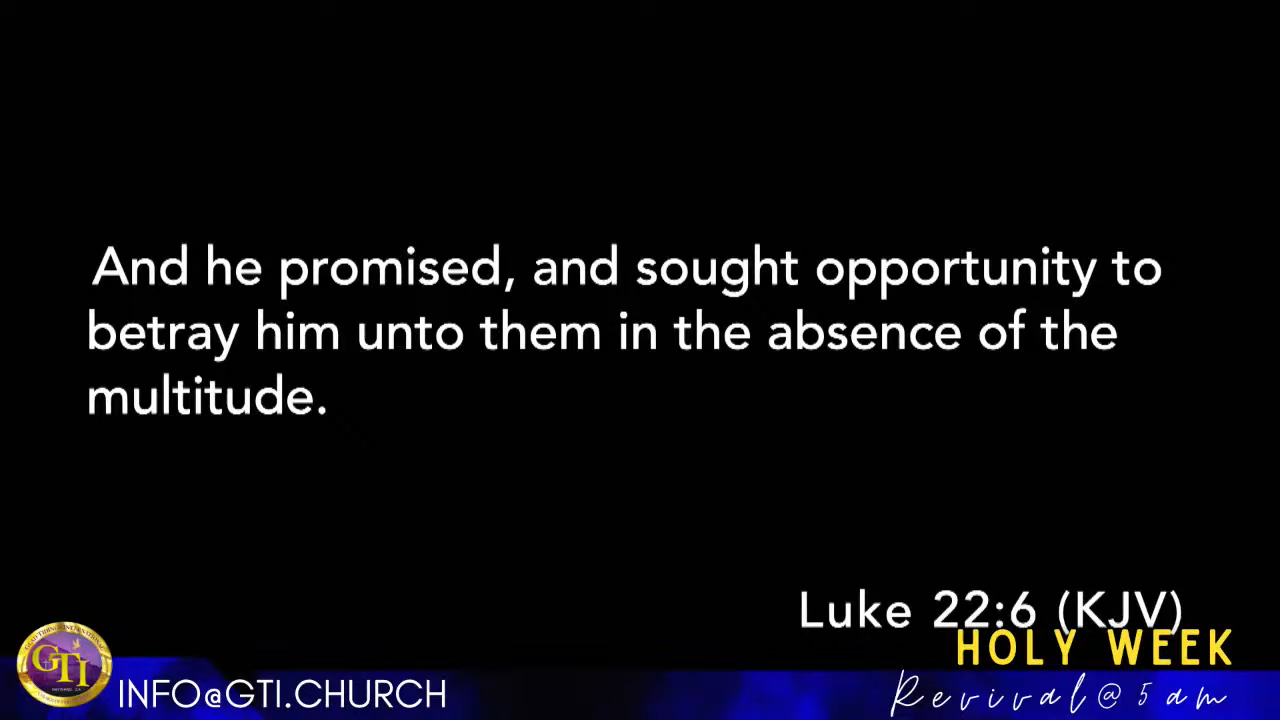 And he promised, and sought opportunity to
betray him unto them in the absence of the
multitude.
Luke 22:6 (KJV)
HOLY WEEK
Revival@5am
GTI
INFO@GTI.CHURCH